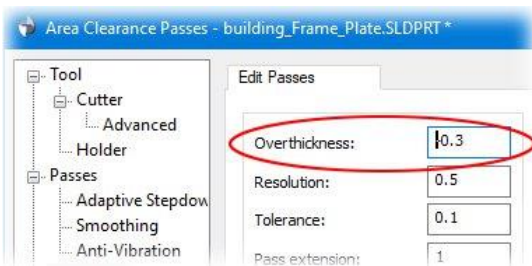 Area Clearance Passes - building_Frame_Plate.SLDPRT *
Tool
Cutter
Advanced
Holder
Passes
Adaptive Stepdow
Smoothing
Anti-Vibration
Edit Passes
Overthickness: -0.3
Resolution: 0.5
Tolerance: 0.1
Pass extension: 1